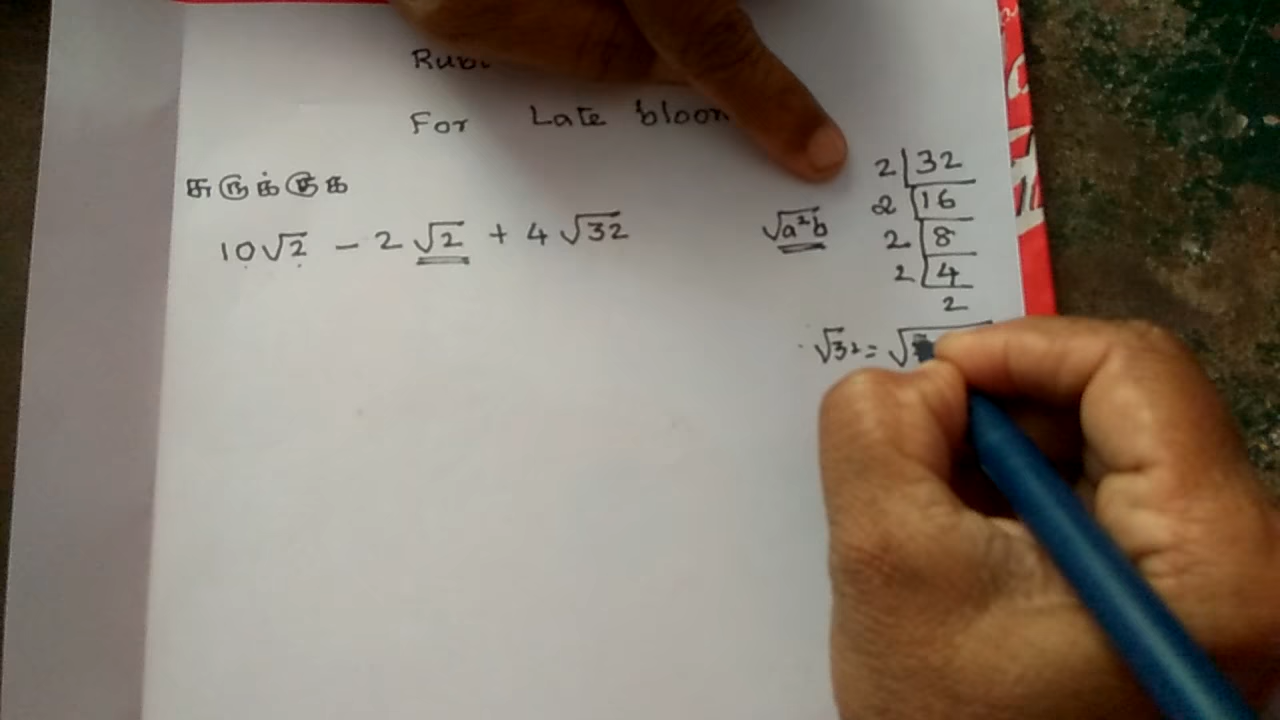 For Late
சுருக்குக
10√2 − 2√2 + 4√32
√a²b
2 | 32
2 | 16
2 | 8
2 | 4
2
√32 = √